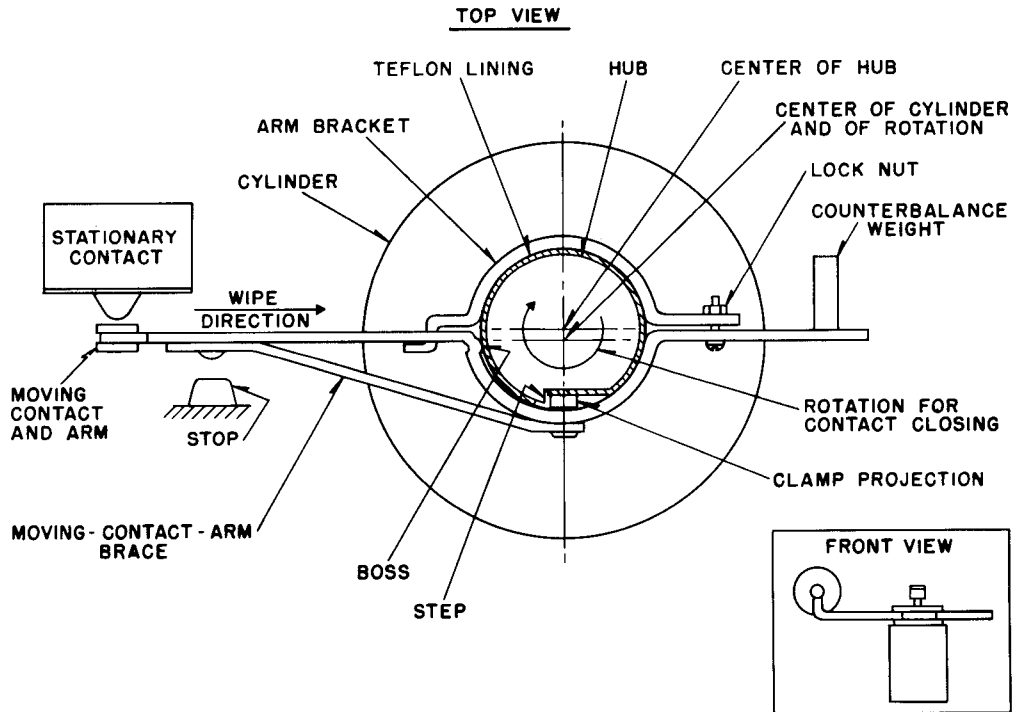 TOP VIEW
TEFLON LINING
HUB
CENTER OF HUB
ARM BRACKET
CENTER OF CYLINDER
AND OF ROTATION
CYLINDER
LOCK NUT
COUNTERBALANCE
WEIGHT
STATIONARY
CONTACT
WIPE
DIRECTION
MOVING
CONTACT
AND ARM
STOP
ROTATION FOR
CONTACT CLOSING
CLAMP PROJECTION
MOVING-CONTACT-ARM
BRACE
BOSS
STEP
FRONT VIEW